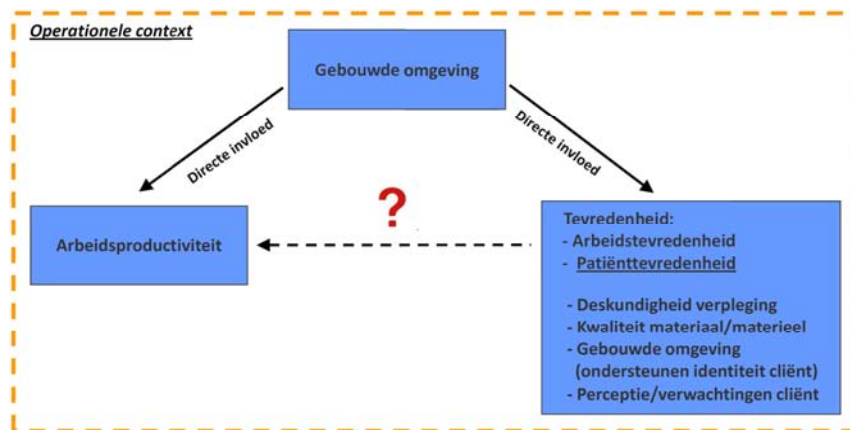 Operationele context
Gebouwde omgeving
Directe invloed
Directe invloed
?
Arbeidsproductiviteit
Tevredenheid:
- Arbeidstevredenheid
- Patiënttevredenheid
- Deskundigheid verpleging
- Kwaliteit materiaal/materieel
- Gebouwde omgeving
(ondersteunen identiteit cliënt)
- Perceptie/verwachtingen cliënt